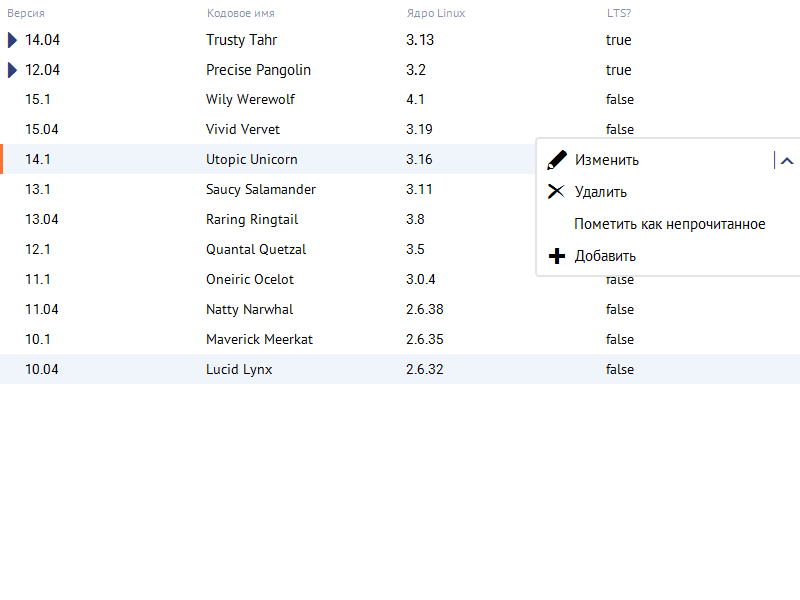 Версия Кодовое имя Ядро Linux LTS?
14.04 Trusty Tahr 3.13 true
12.04 Precise Pangolin 3.2 true
15.1 Wily Werewolf 4.1 false
15.04 Vivid Vervet 3.19 false
14.1 Utopic Unicorn 3.16 Изменить
13.1 Saucy Salamander 3.11 Удалить
13.04 Raring Ringtail 3.8 Пометить как непрочитанное
12.1 Quantal Quetzal 3.5 Добавить
11.1 Oneiric Ocelot 3.0.4 false
11.04 Natty Narwhal 2.6.38 false
10.1 Maverick Meerkat 2.6.35 false
10.04 Lucid Lynx 2.6.32 false